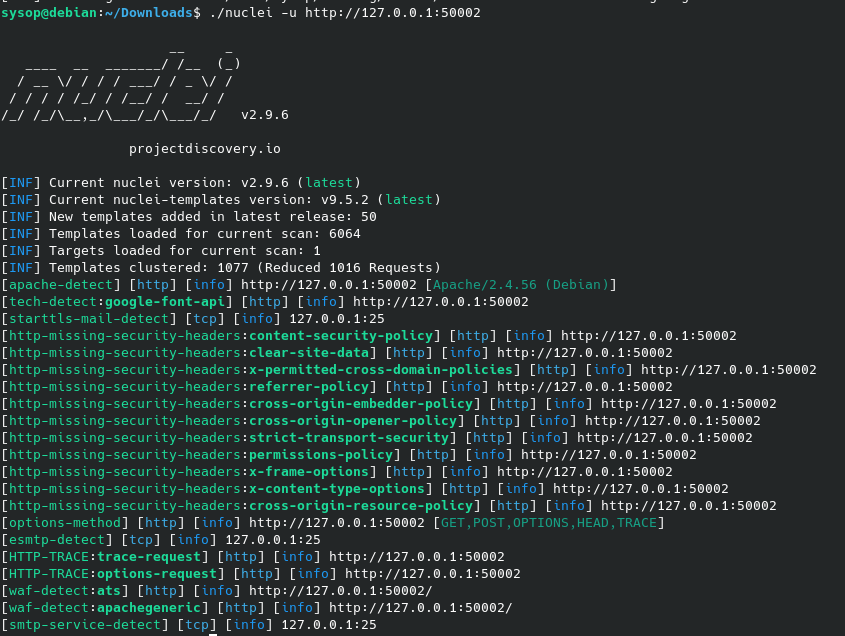 sysop@debian:~/Downloads$ ./nuclei -u http://127.0.0.1:50002
                     __     _
   ____  __  _______/ /__  (_)
  / __ \/ / / / ___/ / _ \/ /
 / / / / /_/ / /__/ /  __/ /
/_/ /_/\__,_/\___/_/\___/_/   v2.9.6
projectdiscovery.io
[INF] Current nuclei version: v2.9.6 (latest)
[INF] Current nuclei-templates version: v9.5.2 (latest)
[INF] New templates added in latest release: 50
[INF] Templates loaded for current scan: 6064
[INF] Targets loaded for current scan: 1
[INF] Templates clustered: 1077 (Reduced 1016 Requests)
[apache-detect] [http] [info] http://127.0.0.1:50002 [Apache/2.4.56 (Debian)]
[tech-detect:google-font-api] [http] [info] http://127.0.0.1:50002
[starttls-mail-detect] [tcp] [info] 127.0.0.1:25
[http-missing-security-headers:content-security-policy] [http] [info] http://127.0.0.1:50002
[http-missing-security-headers:clear-site-data] [http] [info] http://127.0.0.1:50002
[http-missing-security-headers:x-permitted-cross-domain-policies] [http] [info] http://127.0.0.1:50002
[http-missing-security-headers:referrer-policy] [http] [info] http://127.0.0.1:50002
[http-missing-security-headers:cross-origin-embedder-policy] [http] [info] http://127.0.0.1:50002
[http-missing-security-headers:cross-origin-opener-policy] [http] [info] http://127.0.0.1:50002
[http-missing-security-headers:strict-transport-security] [http] [info] http://127.0.0.1:50002
[http-missing-security-headers:permissions-policy] [http] [info] http://127.0.0.1:50002
[http-missing-security-headers:x-frame-options] [http] [info] http://127.0.0.1:50002
[http-missing-security-headers:x-content-type-options] [http] [info] http://127.0.0.1:50002
[http-missing-security-headers:cross-origin-resource-policy] [http] [info] http://127.0.0.1:50002
[options-method] [http] [info] http://127.0.0.1:50002 [GET,POST,OPTIONS,HEAD,TRACE]
[esmtp-detect] [tcp] [info] 127.0.0.1:25
[HTTP-TRACE:trace-request] [http] [info] http://127.0.0.1:50002
[HTTP-TRACE:options-request] [http] [info] http://127.0.0.1:50002
[waf-detect:ats] [http] [info] http://127.0.0.1:50002/
[waf-detect:apachegeneric] [http] [info] http://127.0.0.1:50002/
[smtp-service-detect] [tcp] [info] 127.0.0.1:25